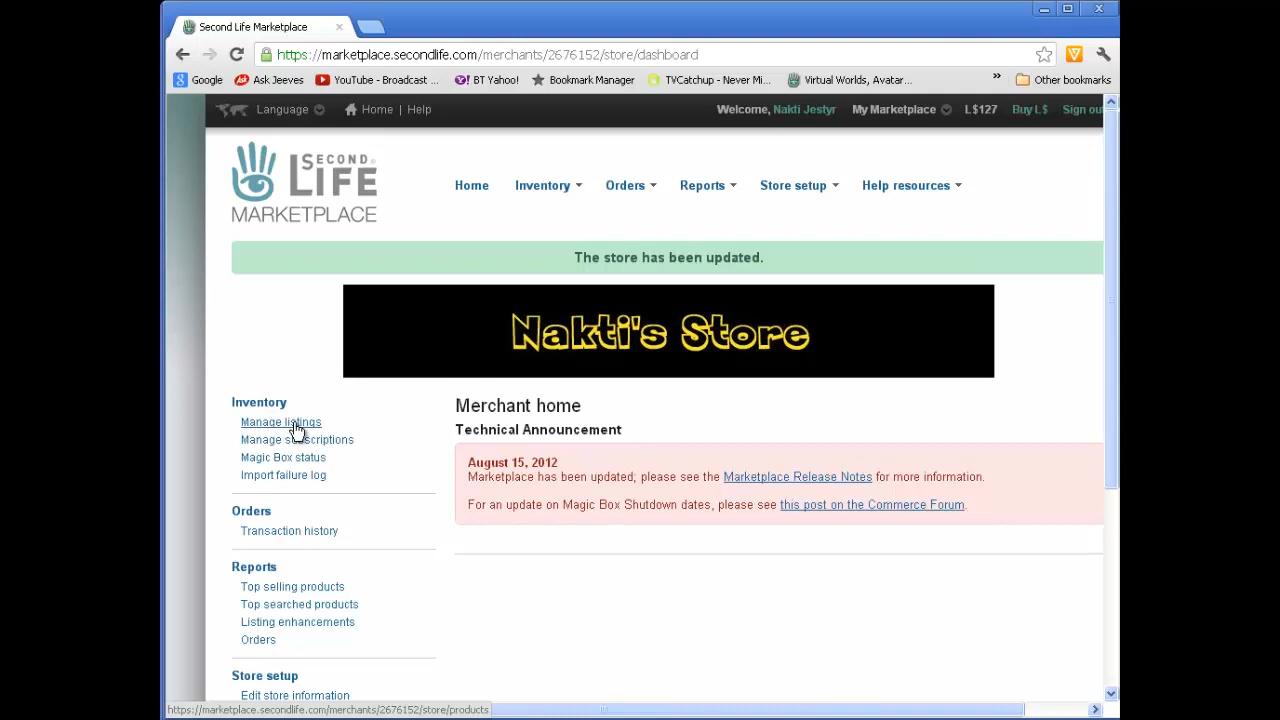 Second Life Marketplace
https://marketplace.secondlife.com/merchants/2676152/store/dashboard
Google Ask Jeeves YouTube - Broadcast ... BT Yahoo! Bookmark Manager TVCatchup - Never Mi... Virtual Worlds, Avatar... » Other bookmarks
Language Home | Help Welcome, Nakti Jestyr My Marketplace L$127 Buy L$ Sign out
SECOND
LIFE
MARKETPLACE
Home Inventory Orders Reports Store setup Help resources
The store has been updated.
Nakti's Store
Inventory
Manage listings
Manage subscriptions
Magic Box status
Import failure log
Orders
Transaction history
Reports
Top selling products
Top searched products
Listing enhancements
Orders
Store setup
Edit store information
Merchant home
Technical Announcement
August 15, 2012
Marketplace has been updated; please see the Marketplace Release Notes for more information.
For an update on Magic Box Shutdown dates, please see this post on the Commerce Forum.
https://marketplace.secondlife.com/merchants/2676152/store/products